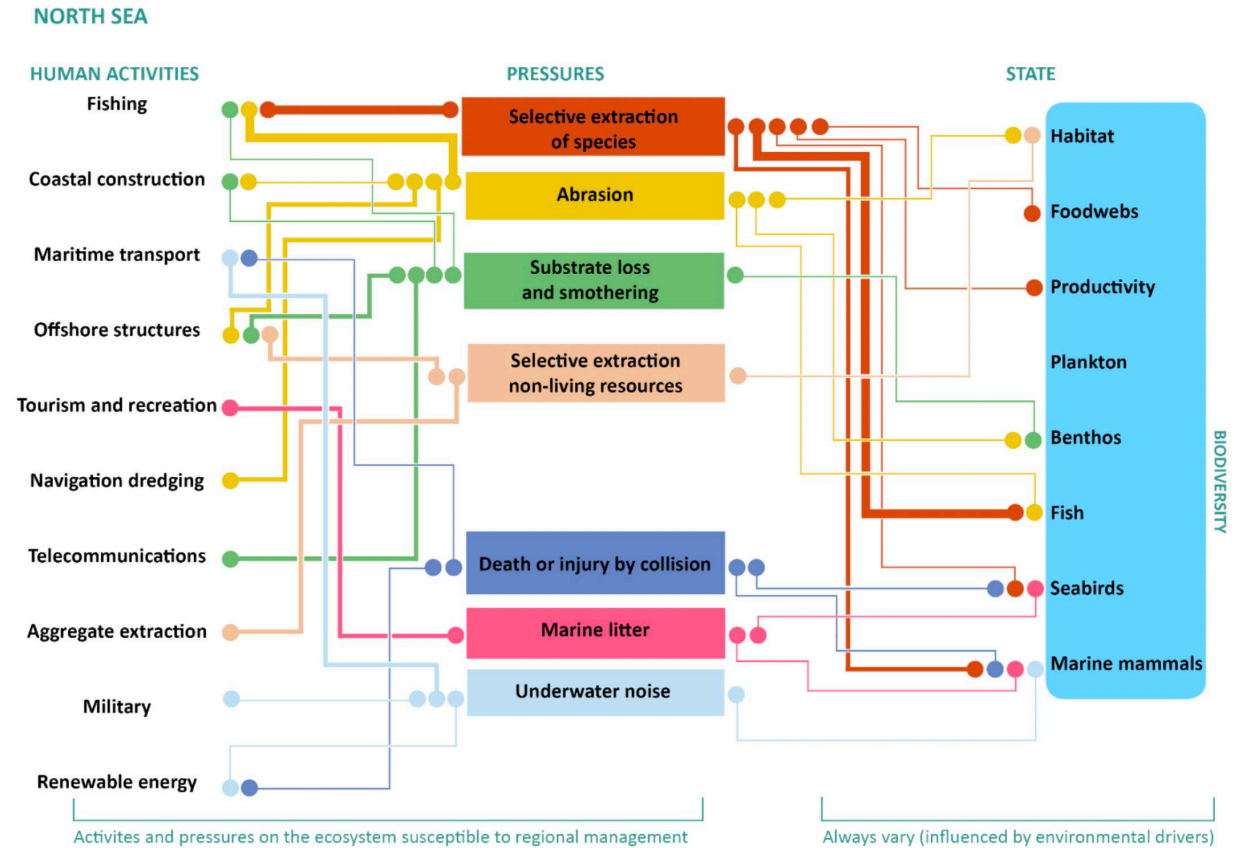 NORTH SEA
HUMAN ACTIVITIES
PRESSURES
STATE
Fishing
Coastal construction
Maritime transport
Offshore structures
Tourism and recreation
Navigation dredging
Telecommunications
Aggregate extraction
Military
Renewable energy
Selective extraction
of species
Abrasion
Substrate loss
and smothering
Selective extraction
non-living resources
Death or injury by collision
Marine litter
Underwater noise
Habitat
Foodwebs
Productivity
Plankton
Benthos
Fish
Seabirds
Marine mammals
BIODIVERSITY
Activites and pressures on the ecosystem susceptible to regional management
Always vary (influenced by environmental drivers)